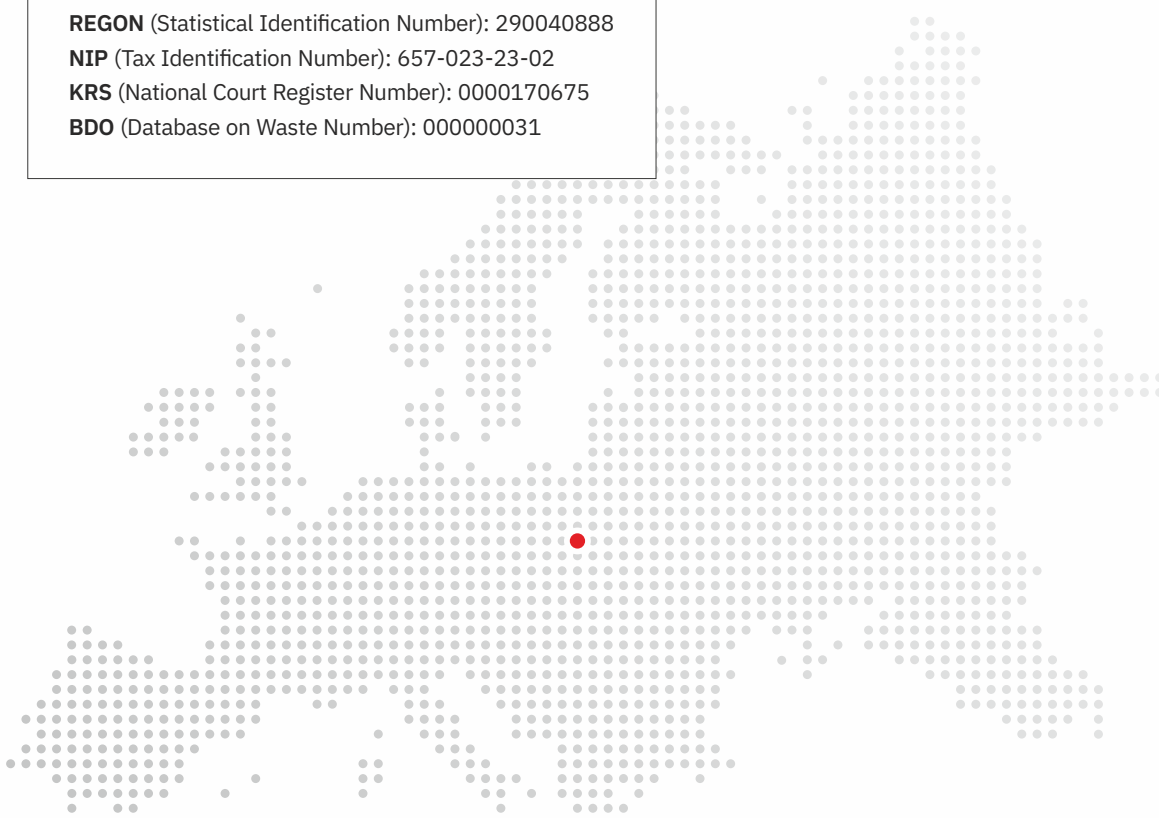 REGON (Statistical Identification Number): 290040888
NIP (Tax Identification Number): 657-023-23-02
KRS (National Court Register Number): 0000170675
BDO (Database on Waste Number): 000000031